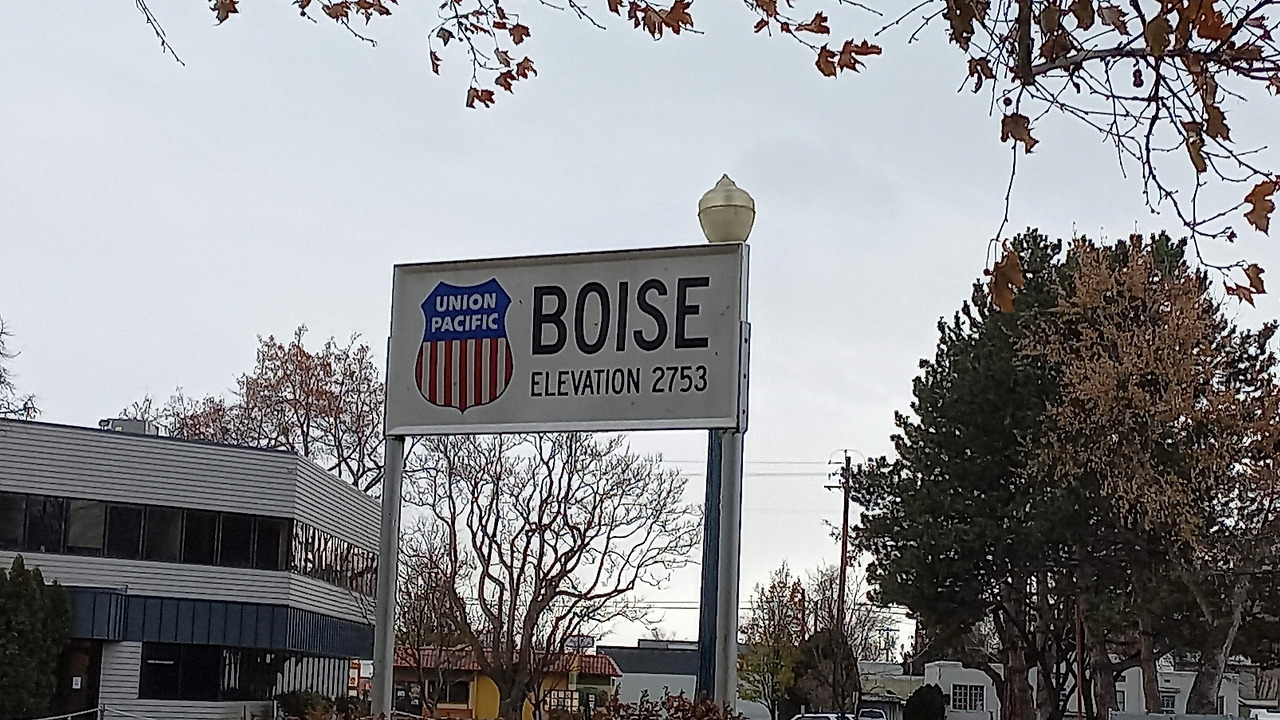 UNION
PACIFIC
BOISE
ELEVATION 2753